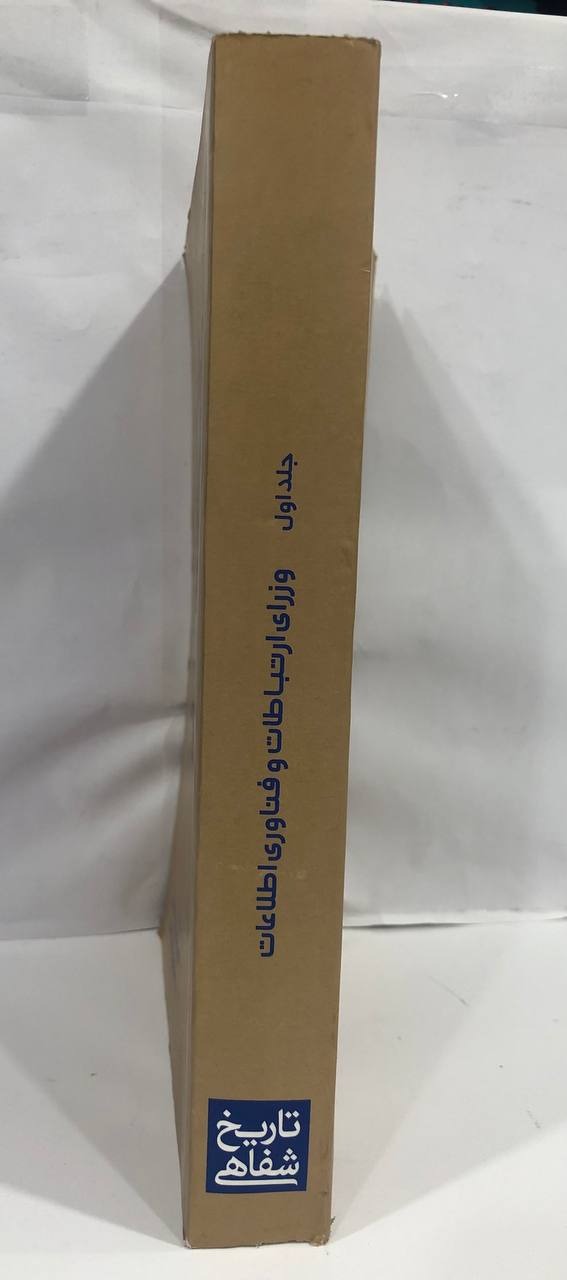 جلد اول
وزرای ارتباطات و فناوری اطلاعات
تاریخ
شفاهی